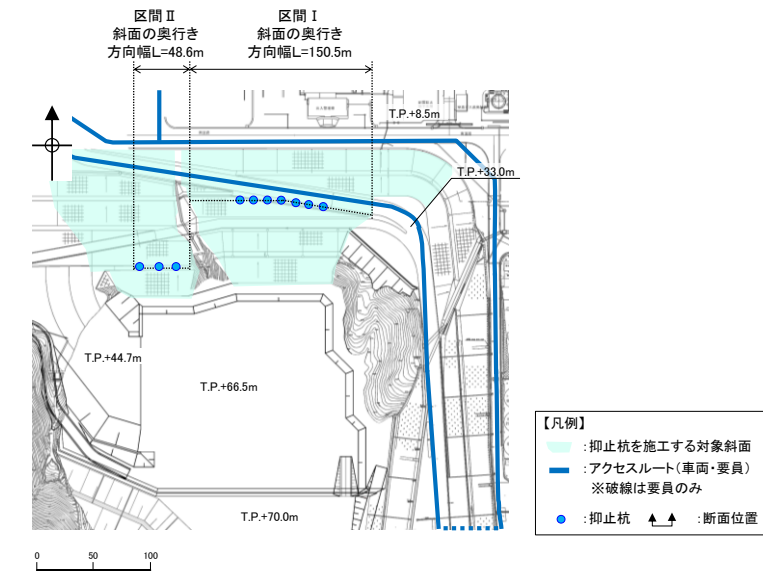 区間Ⅱ
斜面の奥行き
方向幅L=48.6m
区間Ⅰ
斜面の奥行き
方向幅L=150.5m
T.P.+8.5m
T.P.+33.0m
T.P.+44.7m
T.P.+66.5m
T.P.+70.0m
0 50 100
【凡例】
:抑止杭を施工する対象斜面
:アクセスルート(車両・要員)
※破線は要員のみ
:抑止杭
:断面位置